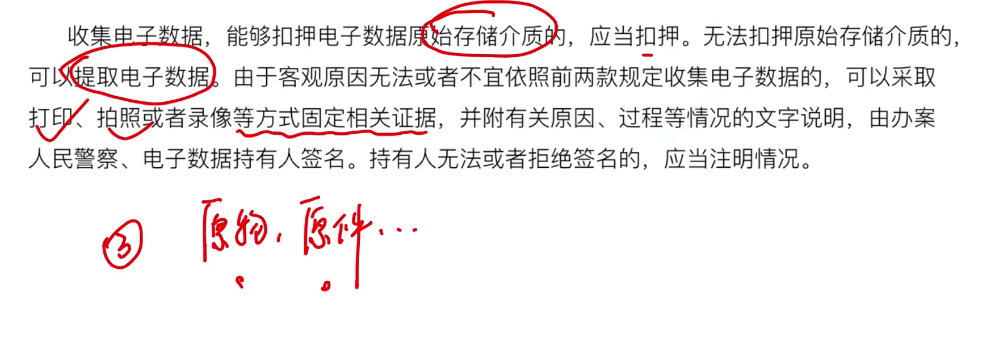 收集电子数据，能够扣押电子数据原始存储介质的，应当扣押。无法扣押原始存储介质的，
可以提取电子数据。由于客观原因无法或者不宜依照前两款规定收集电子数据的，可以采取
打印、拍照或者录像等方式固定相关证据，并附有关原因、过程等情况的文字说明，由办案
人民警察、电子数据持有人签名。持有人无法或者拒绝签名的，应当注明情况。
③ 原物，原件...